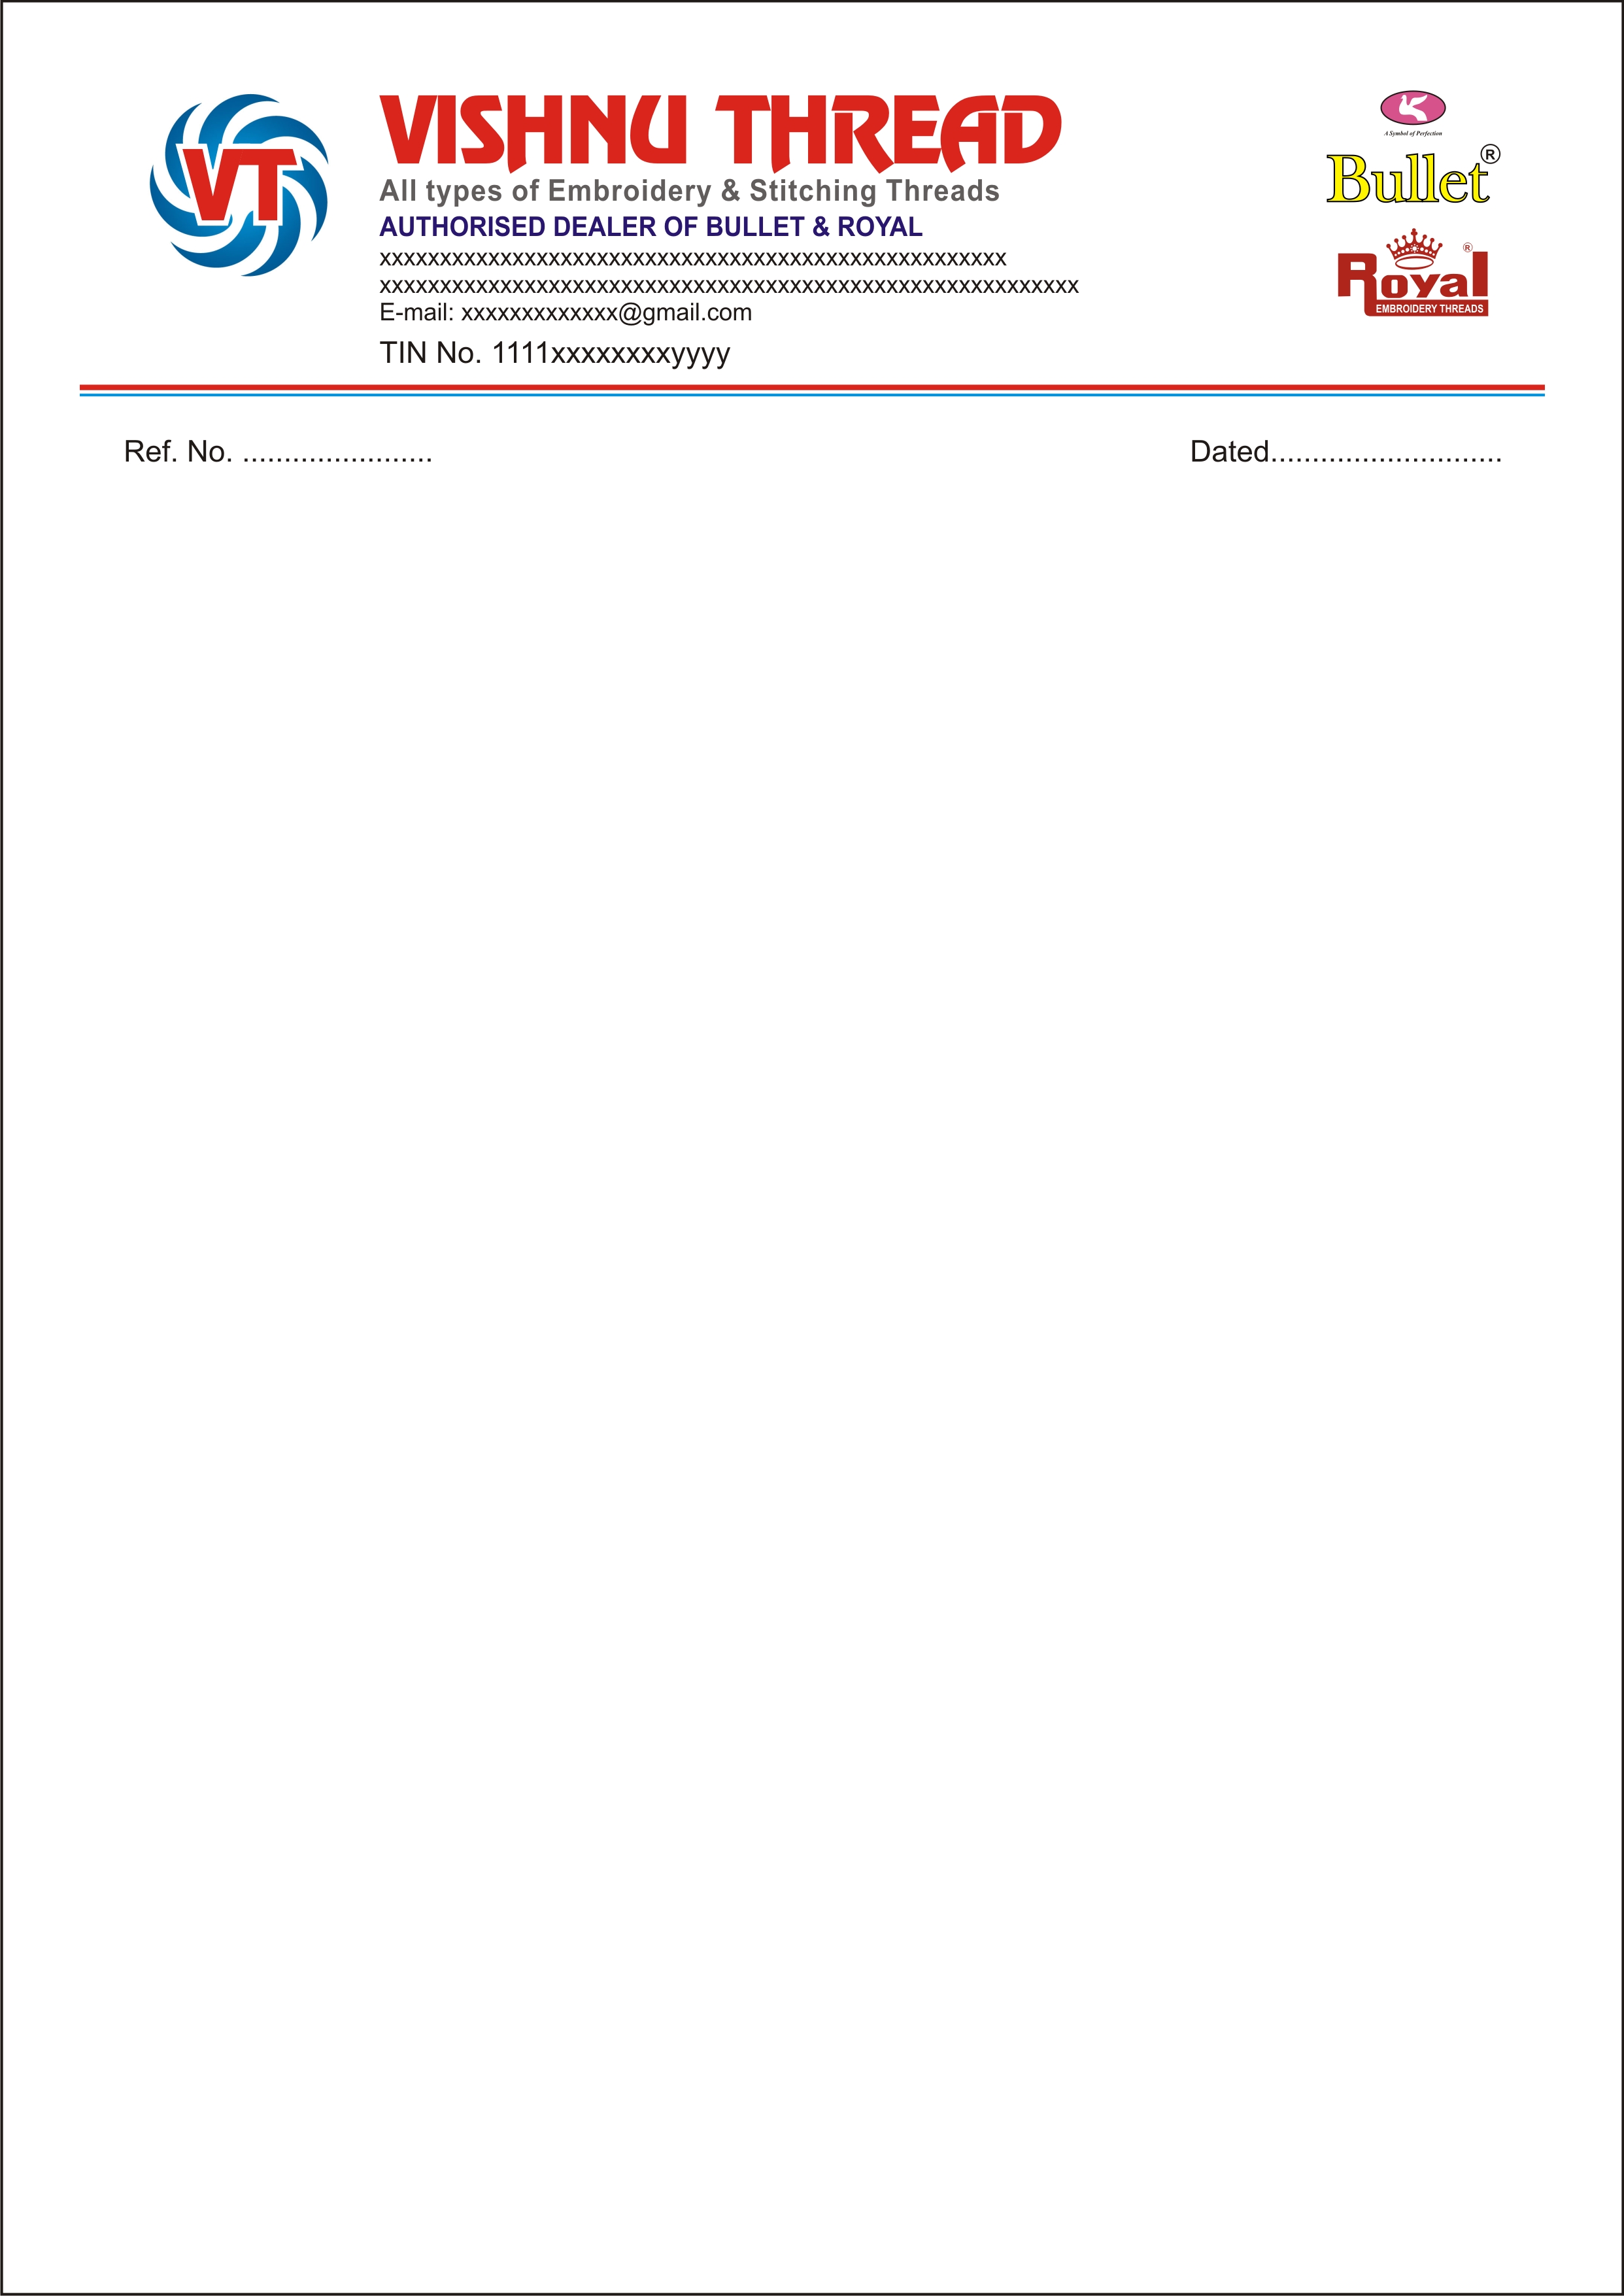 VT
VISHNU THREAD
All types of Embroidery & Stitching Threads
AUTHORISED DEALER OF BULLET & ROYAL
xxxxxxxxxxxxxxxxxxxxxxxxxxxxxxxxxxxxxxxxxxxxxxxxxxxx
xxxxxxxxxxxxxxxxxxxxxxxxxxxxxxxxxxxxxxxxxxxxxxxxxxxxxxxxxx
E-mail: xxxxxxxxxxxxx@gmail.com
TIN No. 1111xxxxxxxxyyyy
A Symbol of Perfection
Bullet®
Royal®
EMBROIDERY THREADS
Ref. No. .......................
Dated............................